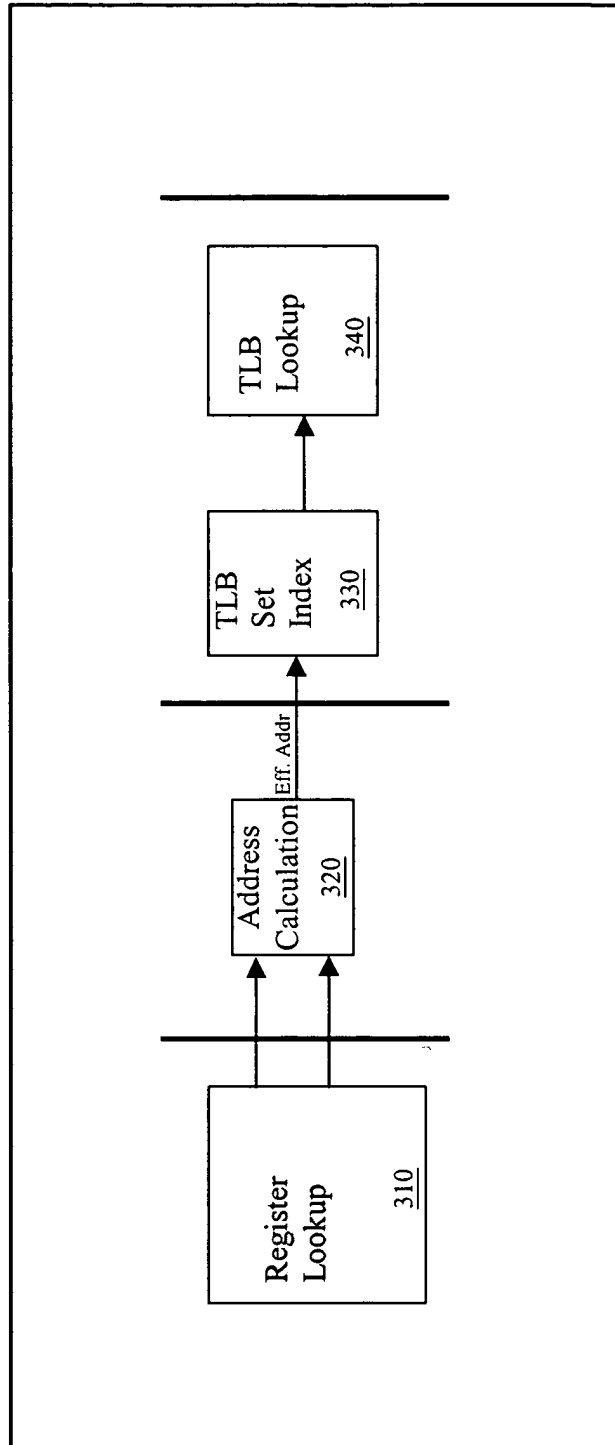 Register
Lookup
310
Address
Calculation
320
Eff. Addr
TLB
Set
Index
330
TLB
Lookup
340